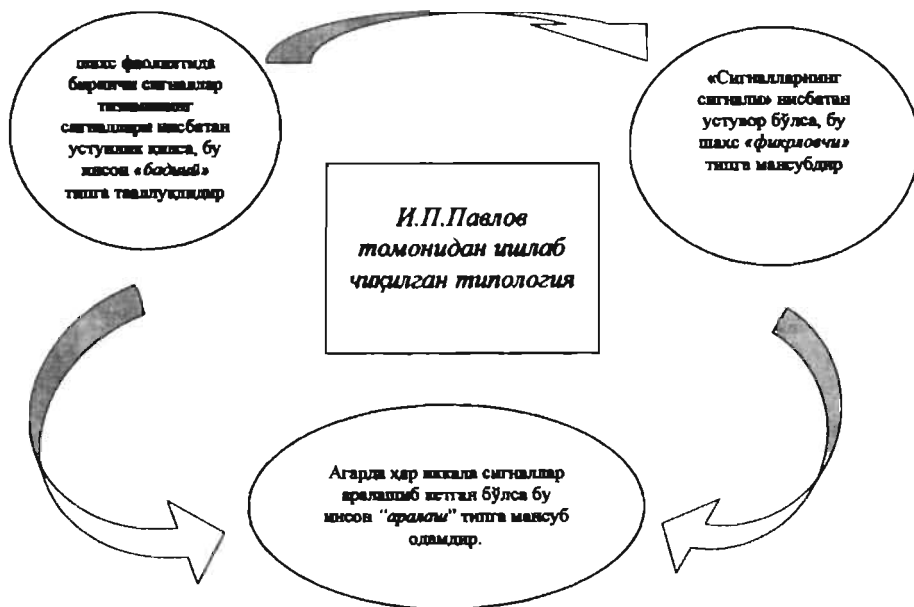 шахс фаолиятида
биринчи сигналлар
тизимининг
сигналлари нисбатан
устунлик қилса, бу
инсон «бадиий»
типга тааллуқлидир
«Сигналларнинг
сигнали» нисбатан
устувор бўлса, бу
шахс «фикрловчи»
типга мансубдир
И.П.Павлов
томонидан ишлаб
чиқилган типология
Агарда ҳар иккала сигналлар
аралашиб кетган бўлса бу
инсон “аралаш” типга мансуб
одамдир.